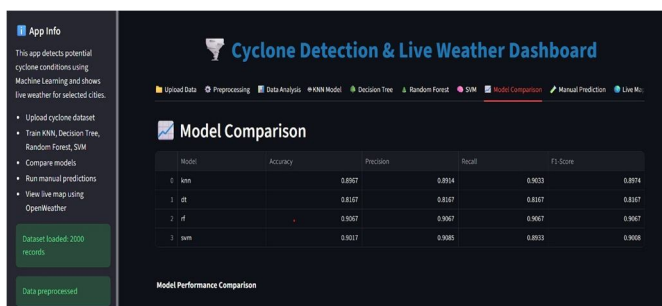 App Info
This app detects potential
cyclone conditions using
Machine Learning and shows
live weather for selected cities.
• Upload cyclone dataset
• Train KNN, Decision Tree,
Random Forest, SVM
• Compare models
• Run manual predictions
• View live map using
OpenWeather
Dataset loaded: 2000
records
Data preprocessed
Cyclone Detection & Live Weather Dashboard
Upload Data Preprocessing Data Analysis KNN Model Decision Tree Random Forest SVM Model Comparison Manual Prediction Live Ma
Model Comparison
Model Accuracy Precision Recall F1-Score
0 knn 0.8967 0.8914 0.9033 0.8974
1 dt 0.8167 0.8167 0.8167 0.8167
2 rf 0.9067 0.9067 0.9067 0.9067
3 svm 0.9017 0.9085 0.8933 0.9008
Model Performance Comparison